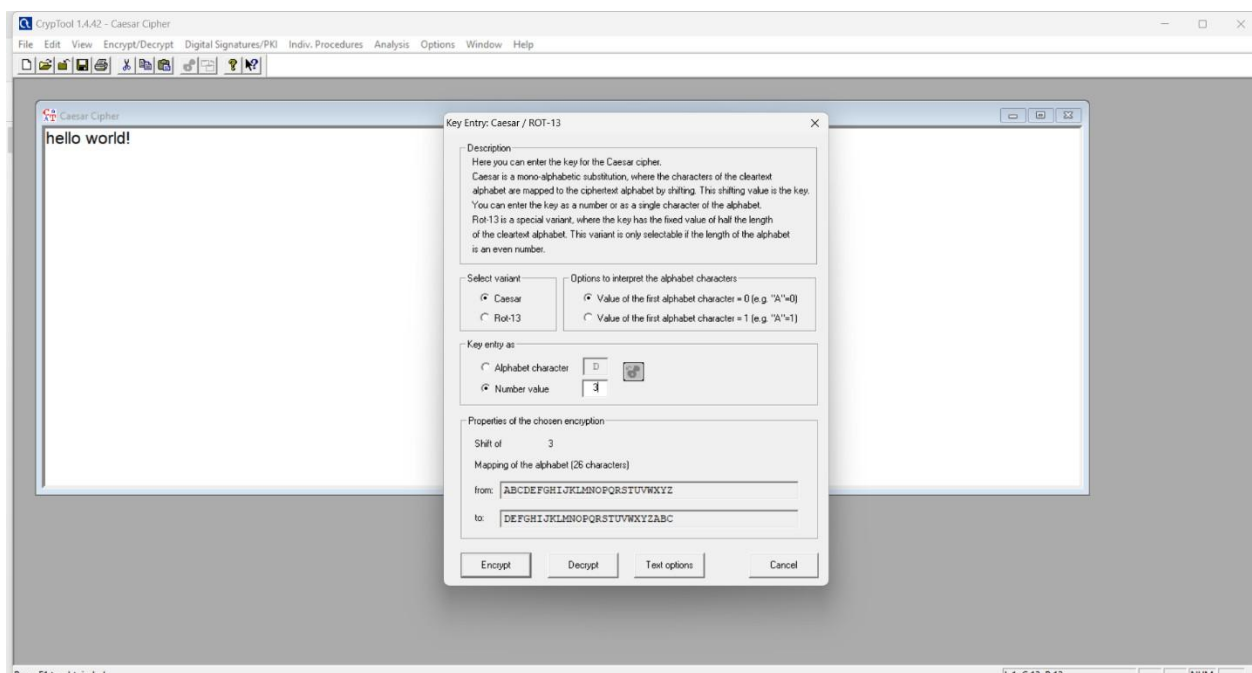 CrypTool 1.4.42 - Caesar Cipher
File Edit View Encrypt/Decrypt Digital Signatures/PKI Indiv. Procedures Analysis Options Window Help
Caesar Cipher
hello world!
Key Entry: Caesar / ROT-13
Description
Here you can enter the key for the Caesar cipher.
Caesar is a mono-alphabetic substitution, where the characters of the cleartext
alphabet are mapped to the ciphertext alphabet by shifting. This shifting value is the key.
You can enter the key as a number or as a single character of the alphabet.
Rot-13 is a special variant, where the key has the fixed value of half the length
of the cleartext alphabet. This variant is only selectable if the length of the alphabet
is an even number.
Select variant
Caesar
Rot-13
Options to interpret the alphabet characters
Value of the first alphabet character = 0 (e.g. "A"=0)
Value of the first alphabet character = 1 (e.g. "A"=1)
Key entry as
Alphabet character D
Number value 3
Properties of the chosen encryption
Shift of 3
Mapping of the alphabet (26 characters)
from: ABCDEFGHIJKLMNOPQRSTUVWXYZ
to: DEFGHIJKLMNOPQRSTUVWXYZABC
Encrypt Decrypt Text options Cancel